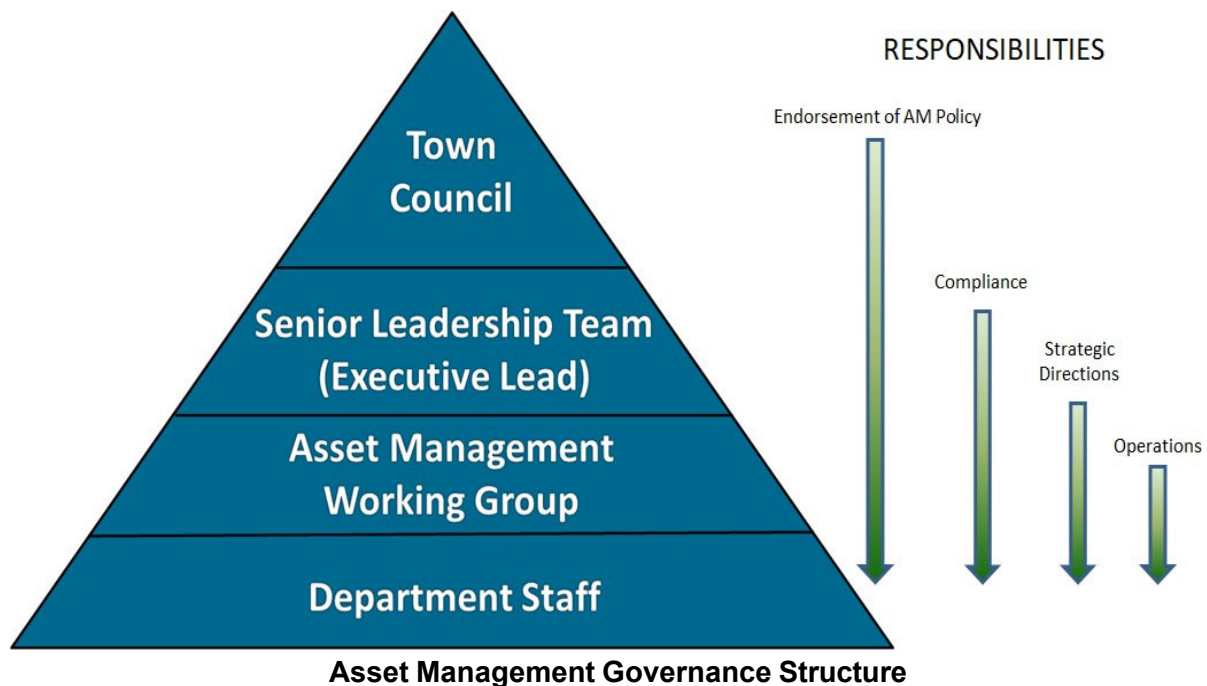 RESPONSIBILITIES
Town
Council
Senior Leadership Team
(Executive Lead)
Asset Management
Working Group
Department Staff
Endorsement of AM Policy
Compliance
Strategic
Directions
Operations
Asset Management Governance Structure